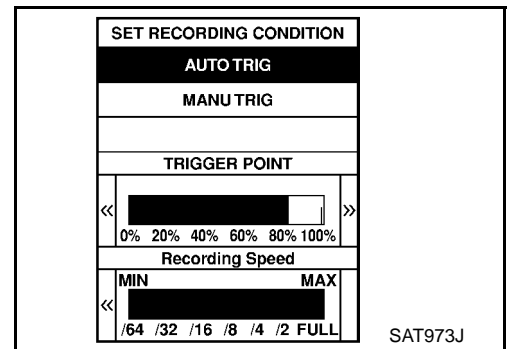 SET RECORDING CONDITION
AUTO TRIG
MANU TRIG
TRIGGER POINT
« »
0% 20% 40% 60% 80% 100%
Recording Speed
MIN MAX
«
/64 /32 /16 /8 /4 /2 FULL
SAT973J